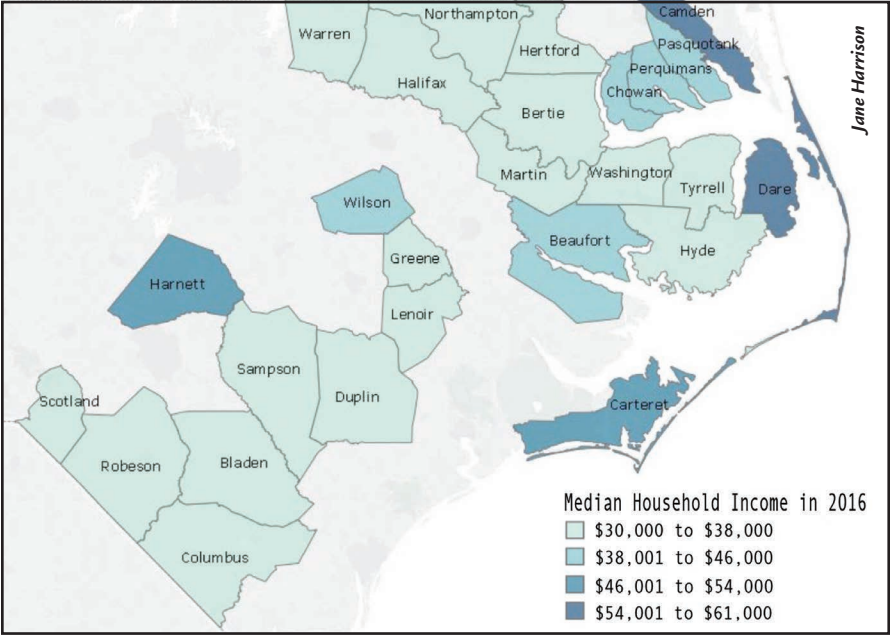 Northampton
Camden
Warren
Hertford
Pasquotank
Perquimans
Halifax
Chowan
Bertie
Martin
Washington
Tyrrell
Dare
Wilson
Beaufort
Hyde
Greene
Harnett
Lenoir
Sampson
Duplin
Scotland
Carteret
Robeson
Bladen
Columbus
Jane Harrison
Median Household Income in 2016
$30,000 to $38,000
$38,001 to $46,000
$46,001 to $54,000
$54,001 to $61,000